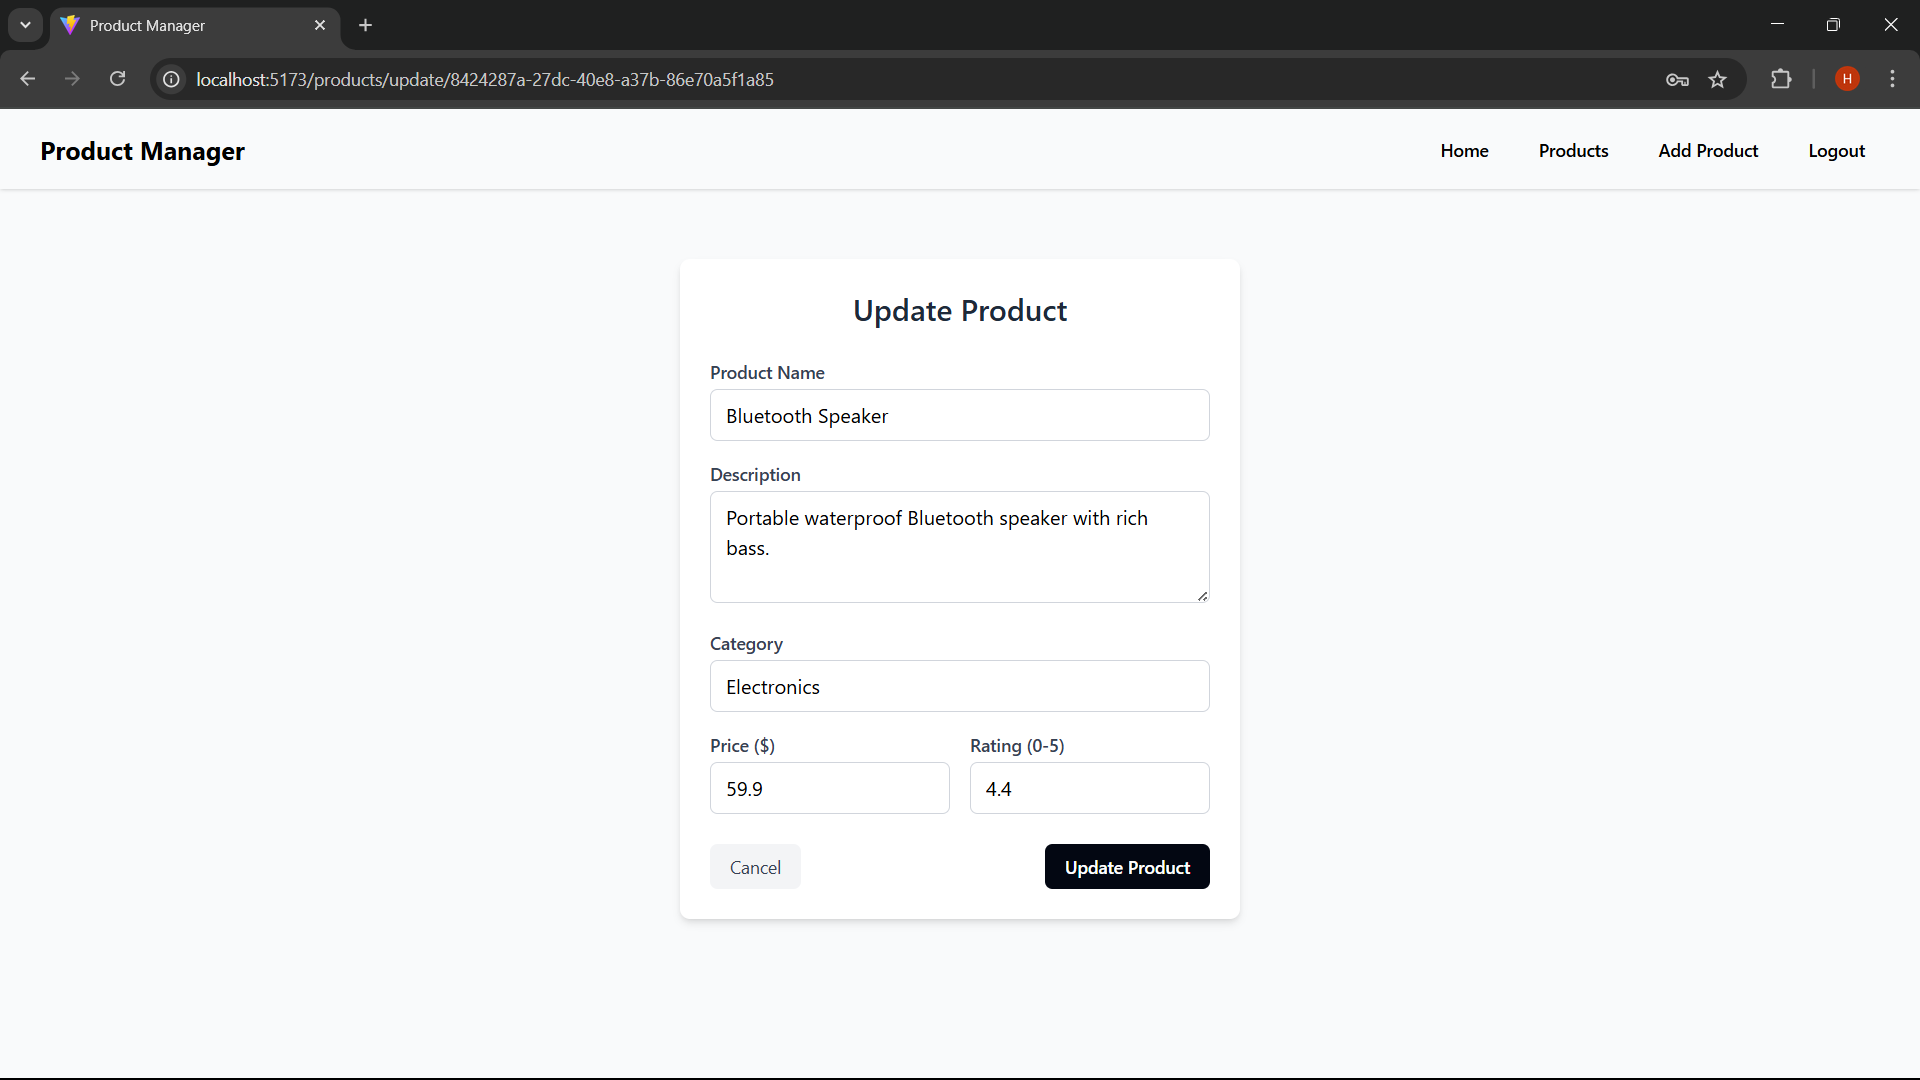 Product Manager
localhost:5173/products/update/8424287a-27dc-40e8-a37b-86e70a5f1a85
H
Product Manager
Home
Products
Add Product
Logout
Update Product
Product Name
Bluetooth Speaker
Description
Portable waterproof Bluetooth speaker with rich
bass.
Category
Electronics
Price ($)
Rating (0-5)
59.9
4.4
Cancel
Update Product